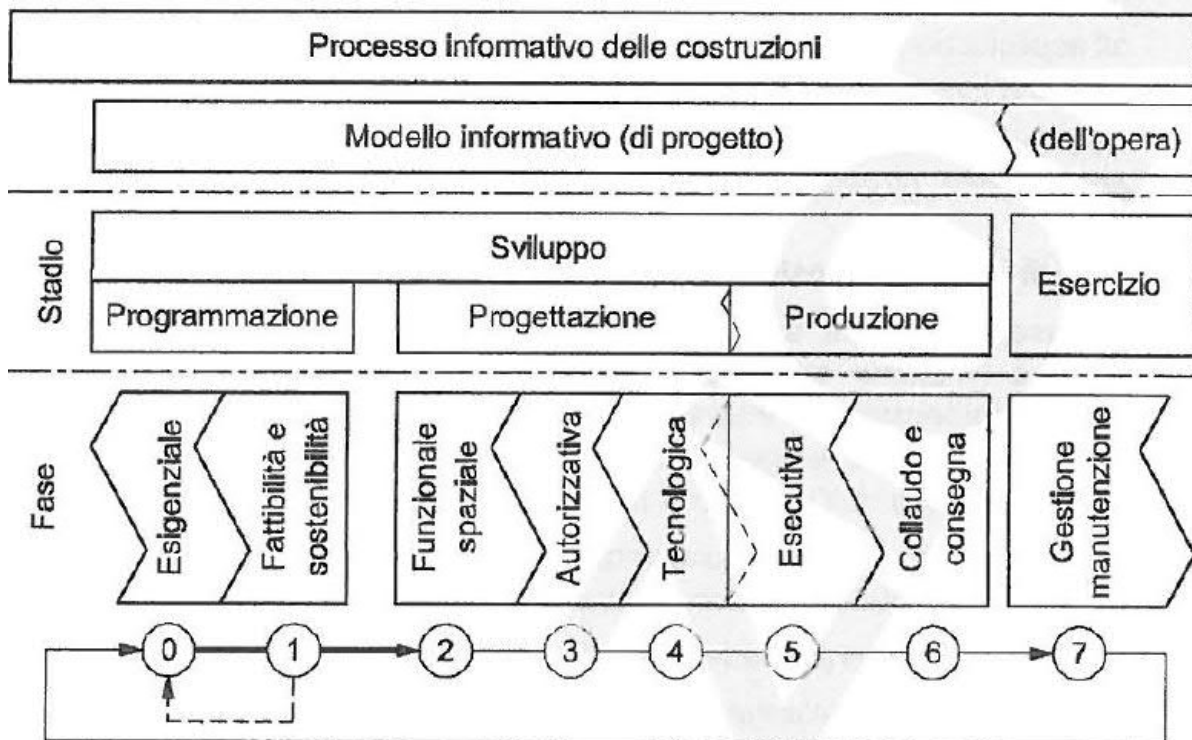 Processo informativo delle costruzioni
Modello informativo (di progetto)
(dell'opera)
Stadio
Sviluppo
Programmazione
Progettazione
Produzione
Esercizio
Fase
Esigenziale
Fattibilità e
sostenibilità
Funzionale
spaziale
Autorizzativa
Tecnologica
Esecutiva
Collaudo e
consegna
Gestione
manutenzione
0
1
2
3
4
5
6
7